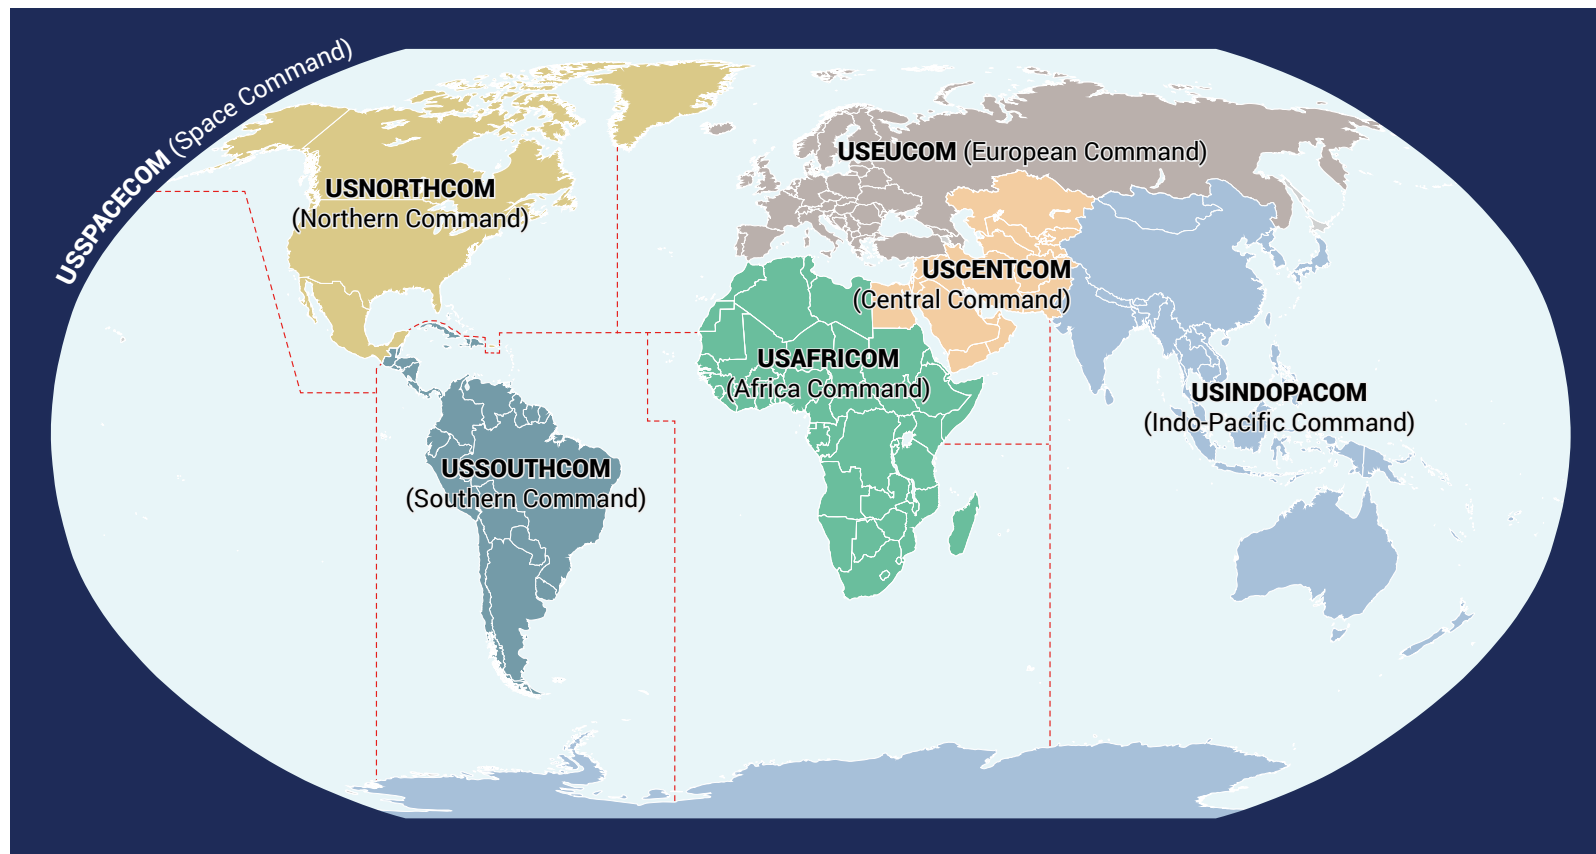 USSPACECOM (Space Command)
USNORTHCOM
(Northern Command)
USEUCOM (European Command)
USCENTCOM
(Central Command)
USAFRICOM
(Africa Command)
USINDOPACOM
(Indo-Pacific Command)
USSOUTHCOM
(Southern Command)